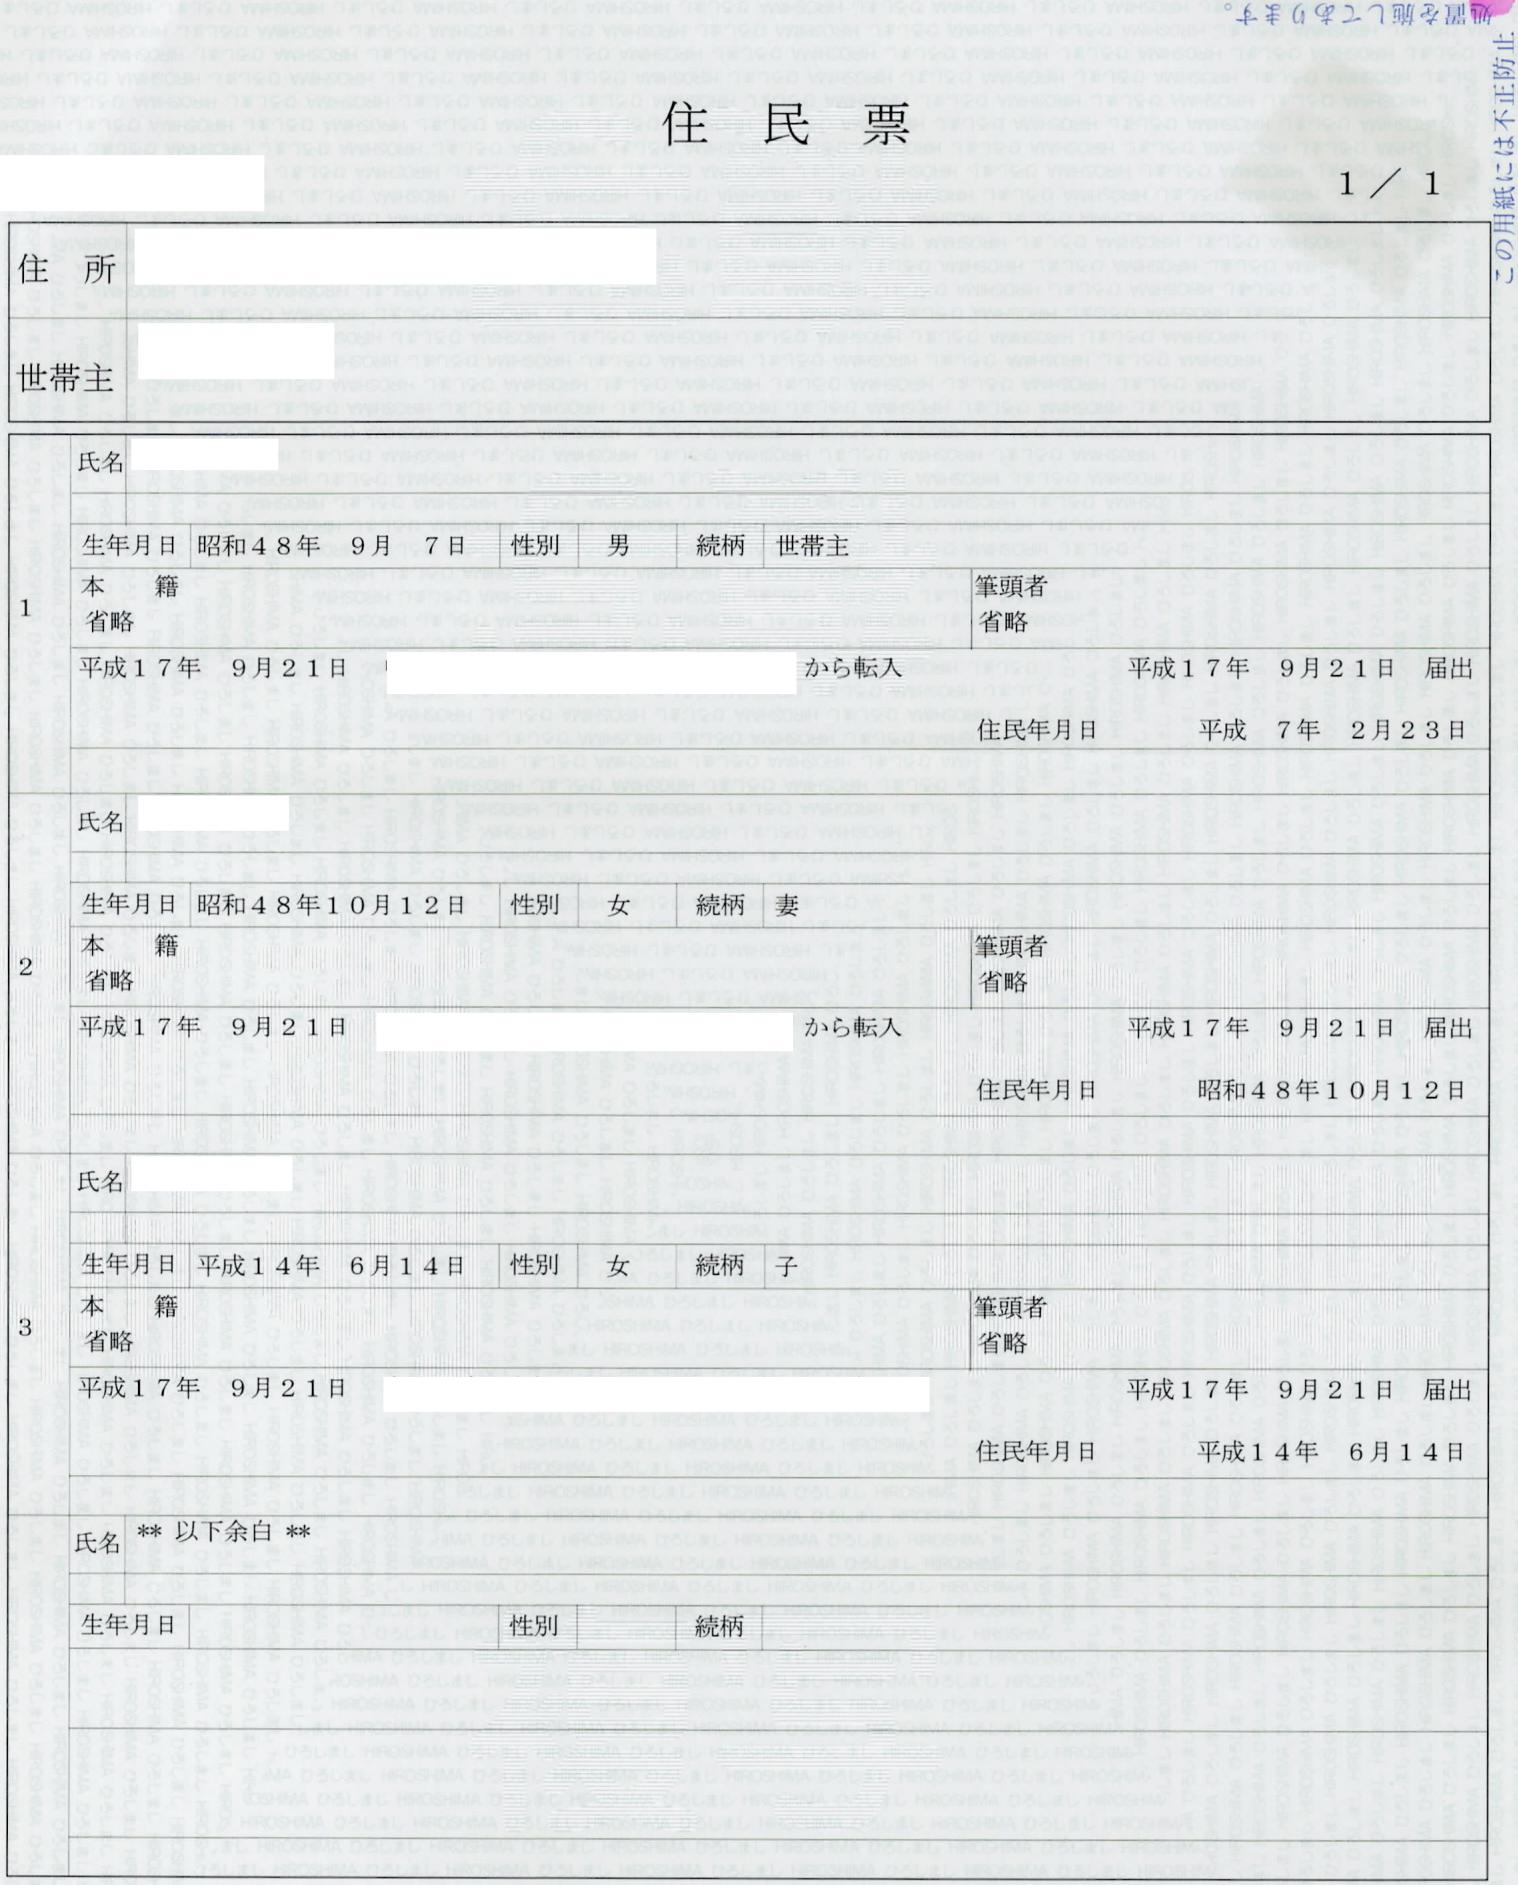 処置を施してあります。
この用紙には不正防止
住　民　票
１／１
住　所
世帯主
氏名
生年月日 昭和４８年　９月　７日 性別 男 続柄 世帯主
1
本　　籍 筆頭者
省略 省略
平成１７年　９月２１日 から転入 平成１７年　９月２１日　届出
住民年月日 平成　７年　２月２３日
氏名
生年月日 昭和４８年１０月１２日 性別 女 続柄 妻
2
本　　籍 筆頭者
省略 省略
平成１７年　９月２１日 から転入 平成１７年　９月２１日　届出
住民年月日 昭和４８年１０月１２日
氏名
生年月日 平成１４年　６月１４日 性別 女 続柄 子
3
本　　籍 筆頭者
省略 省略
平成１７年　９月２１日 平成１７年　９月２１日　届出
住民年月日 平成１４年　６月１４日
氏名 ** 以下余白 **
生年月日 性別 続柄